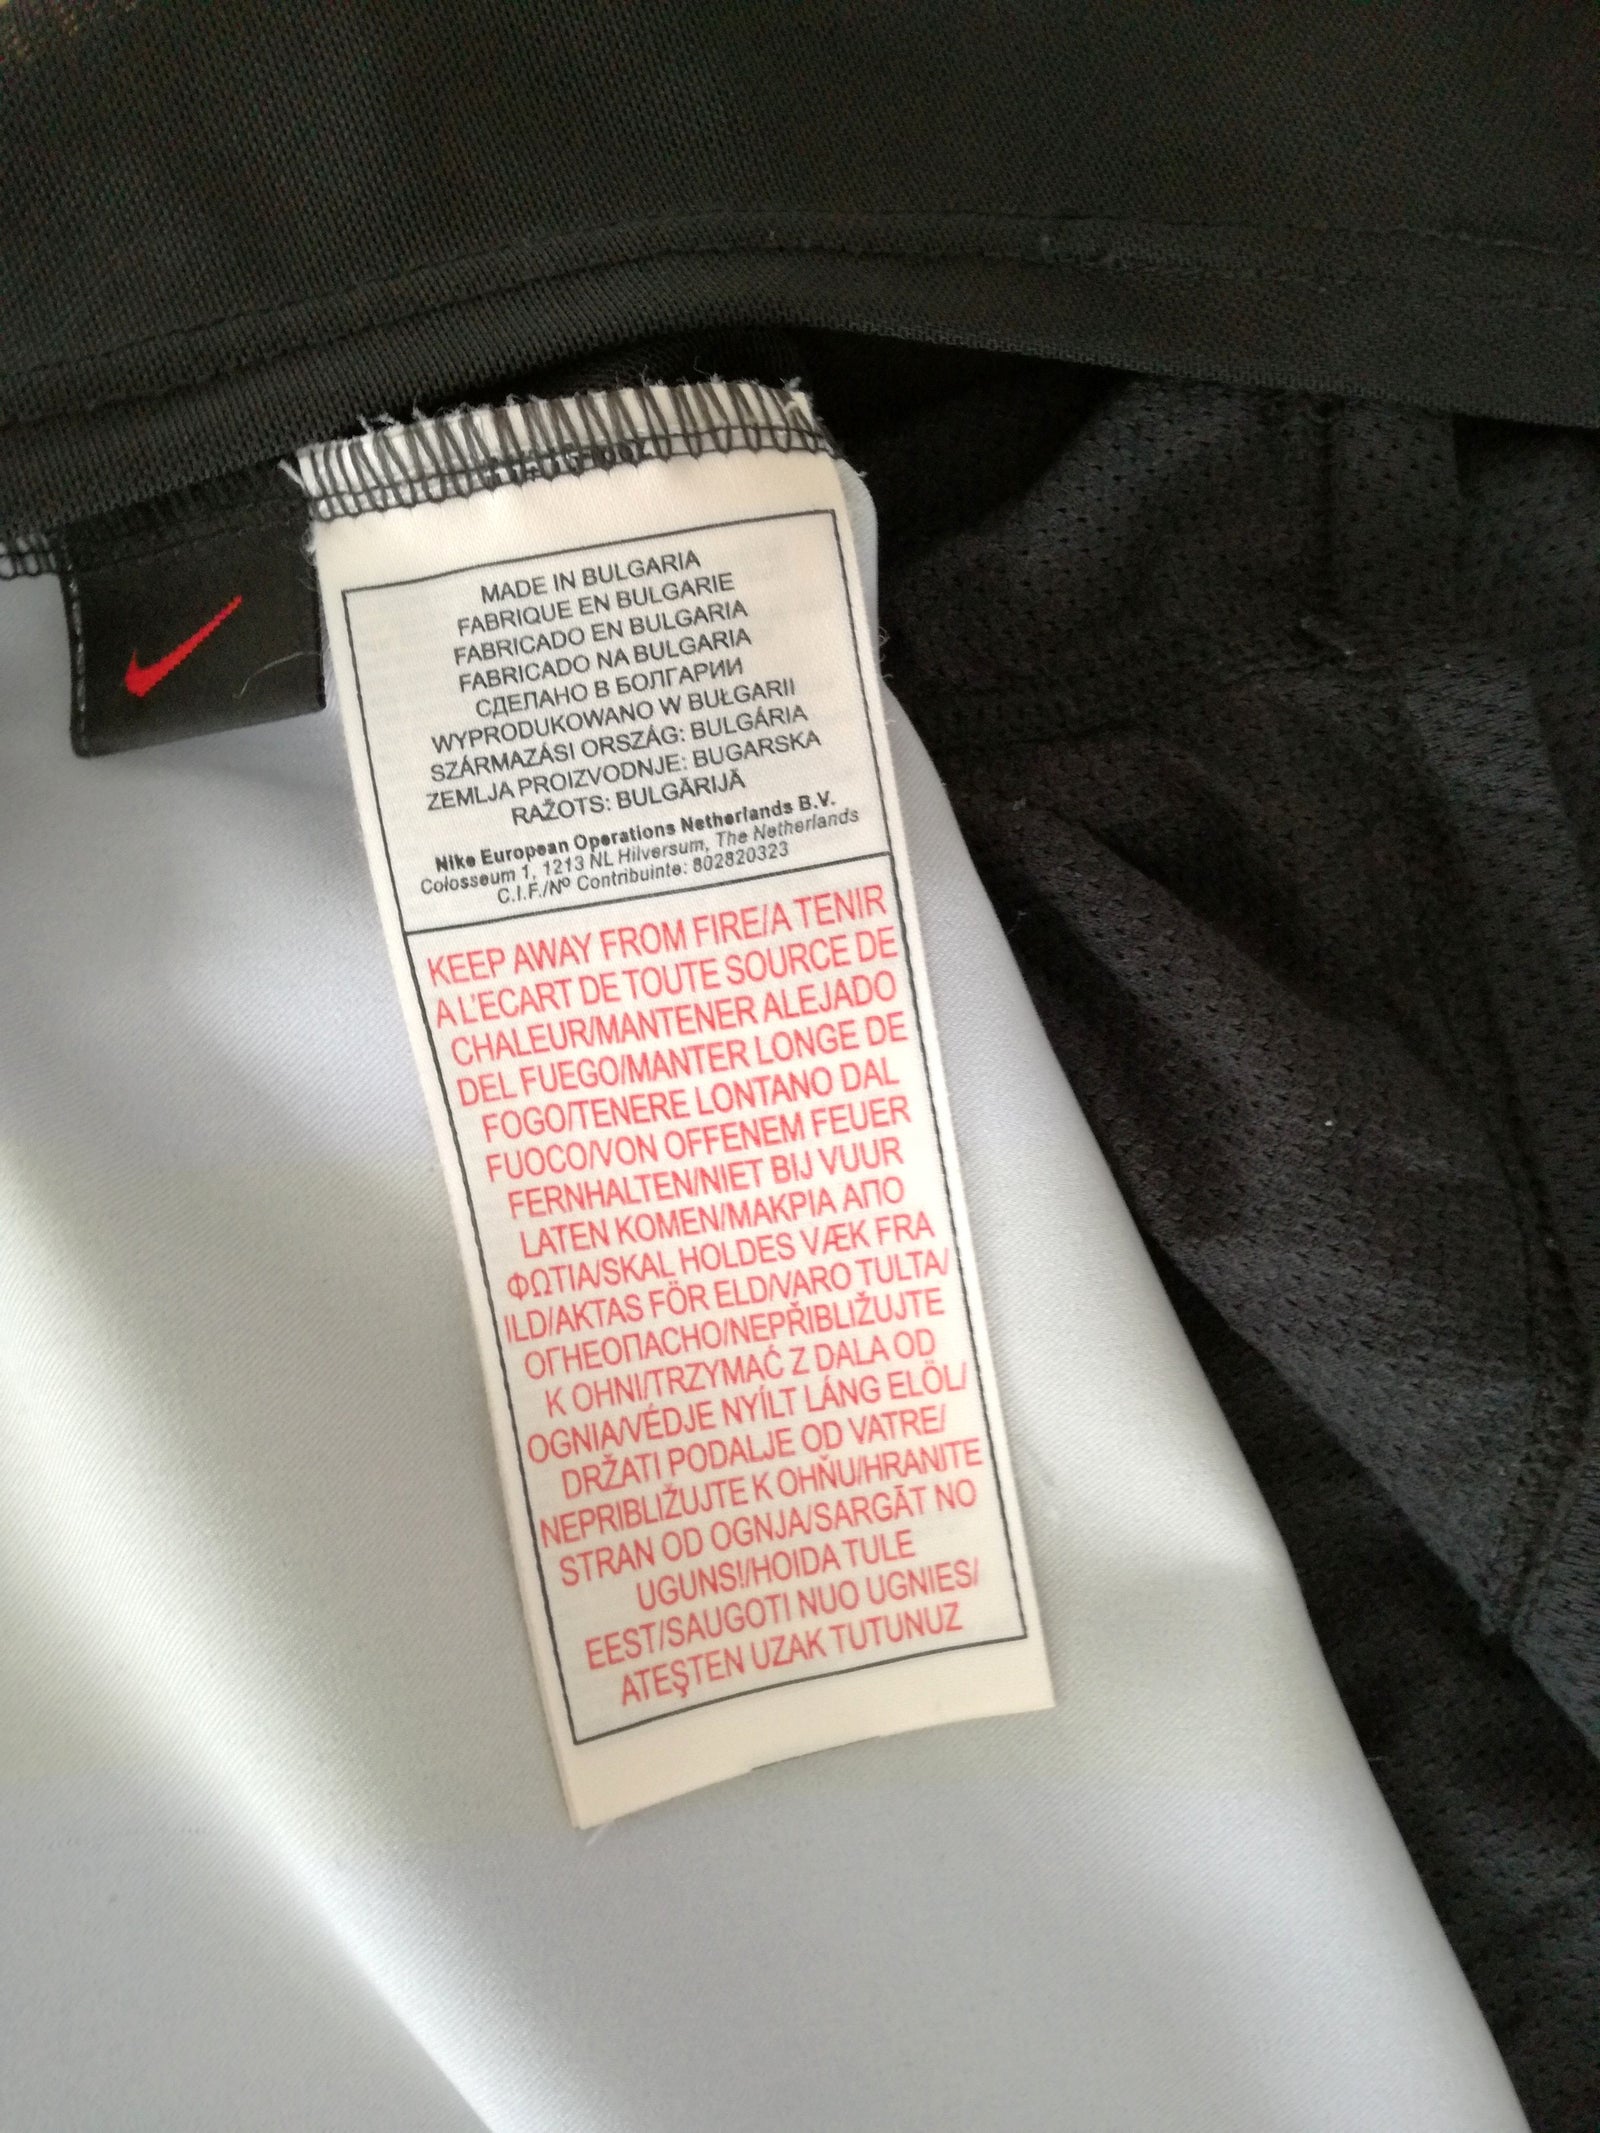 MADE IN BULGARIA
FABRIQUE EN BULGARIE
FABRICADO EN BULGARIA
FABRICADO NA BULGARIA
СДЕЛАНО В БОЛГАРИИ
WYPRODUKOWANO W BUŁGARII
SZÁRMAZÁSI ORSZÁG: BULGÁRIA
ZEMLJA PROIZVODNJE: BUGARSKA
RAŽOTS: BULGĀRIJĀ
Nike European Operations Netherlands B.V.
Colosseum 1, 1213 NL Hilversum, The Netherlands
C.I.F./Nº Contribuinte: 802820323
KEEP AWAY FROM FIRE/A TENIR
A L'ECART DE TOUTE SOURCE DE
CHALEUR/MANTENER ALEJADO
DEL FUEGO/MANTER LONGE DE
FOGO/TENERE LONTANO DAL
FUOCO/VON OFFENEM FEUER
FERNHALTEN/NIET BIJ VUUR
LATEN KOMEN/ΜΑΚΡΙΑ ΑΠΟ
ΦΩΤΙΑ/SKAL HOLDES VÆK FRA
ILD/AKTAS FÖR ELD/VARO TULTA/
ОГНЕОПАСНО/NEPŘIBLIŽUJTE
K OHNI/TRZYMAĆ Z DALA OD
OGNIA/VÉDJE NYÍLT LÁNG ELÖL/
DRŽATI PODALJE OD VATRE/
NEPRIBLIŽUJTE K OHŇU/HRANITE
STRAN OD OGNJA/SARGĀT NO
UGUNS!/HOIDA TULE
EEST/SAUGOTI NUO UGNIES/
ATEŞTEN UZAK TUTUNUZ